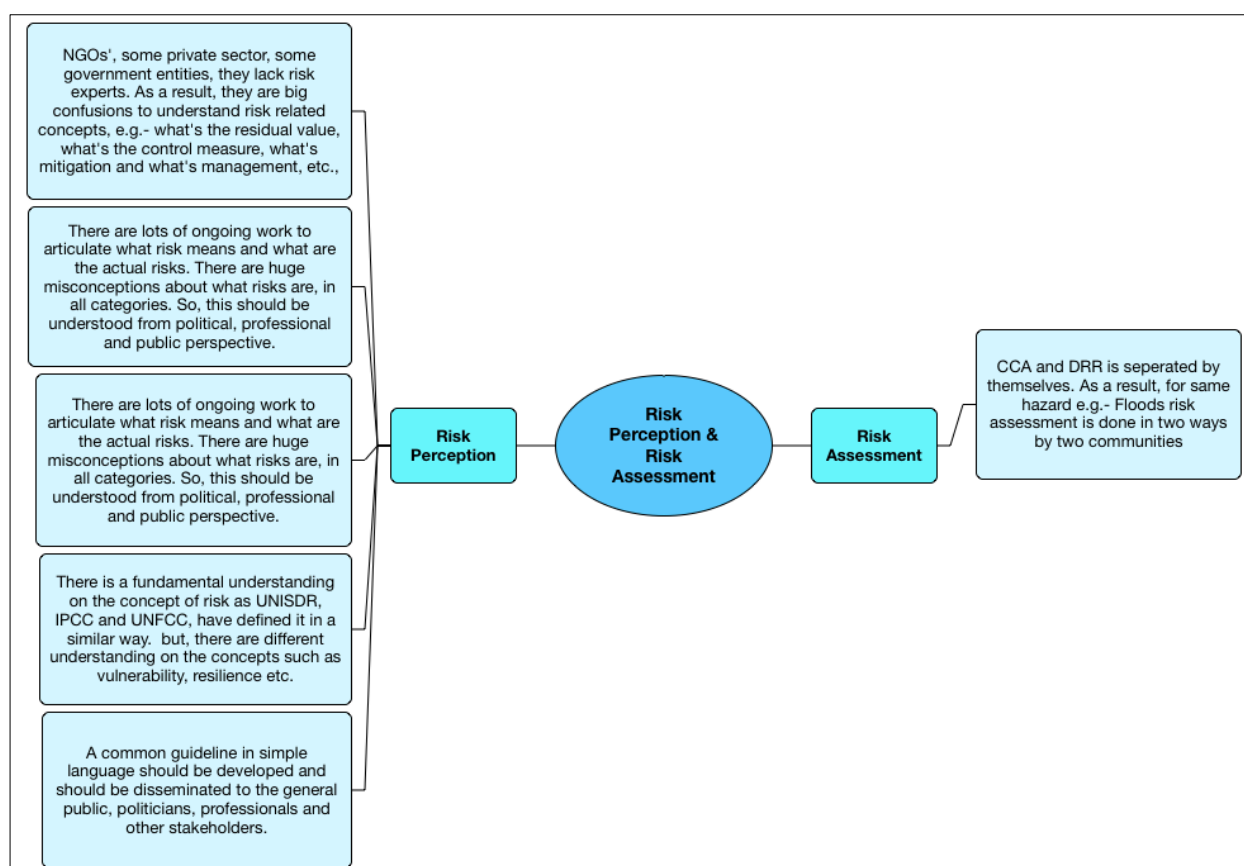 NGOs', some private sector, some
government entities, they lack risk
experts. As a result, they are big
confusions to understand risk related
concepts, e.g.- what's the residual value,
what's the control measure, what's
mitigation and what's management, etc.,
There are lots of ongoing work to
articulate what risk means and what are
the actual risks. There are huge
misconceptions about what risks are, in
all categories. So, this should be
understood from political, professional
and public perspective.
There are lots of ongoing work to
articulate what risk means and what are
the actual risks. There are huge
misconceptions about what risks are, in
all categories. So, this should be
understood from political, professional
and public perspective.
There is a fundamental understanding
on the concept of risk as UNISDR,
IPCC and UNFCC, have defined it in a
similar way.  but, there are different
understanding on the concepts such as
vulnerability, resilience etc.
A common guideline in simple
language should be developed and
should be disseminated to the general
public, politicians, professionals and
other stakeholders.
Risk
Perception
Risk
Perception &
Risk
Assessment
Risk
Assessment
CCA and DRR is seperated by
themselves. As a result, for same
hazard e.g.- Floods risk
assessment is done in two ways
by two communities